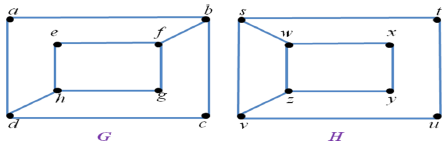 a b s t
e f w x
h g z y
d c v u
G H